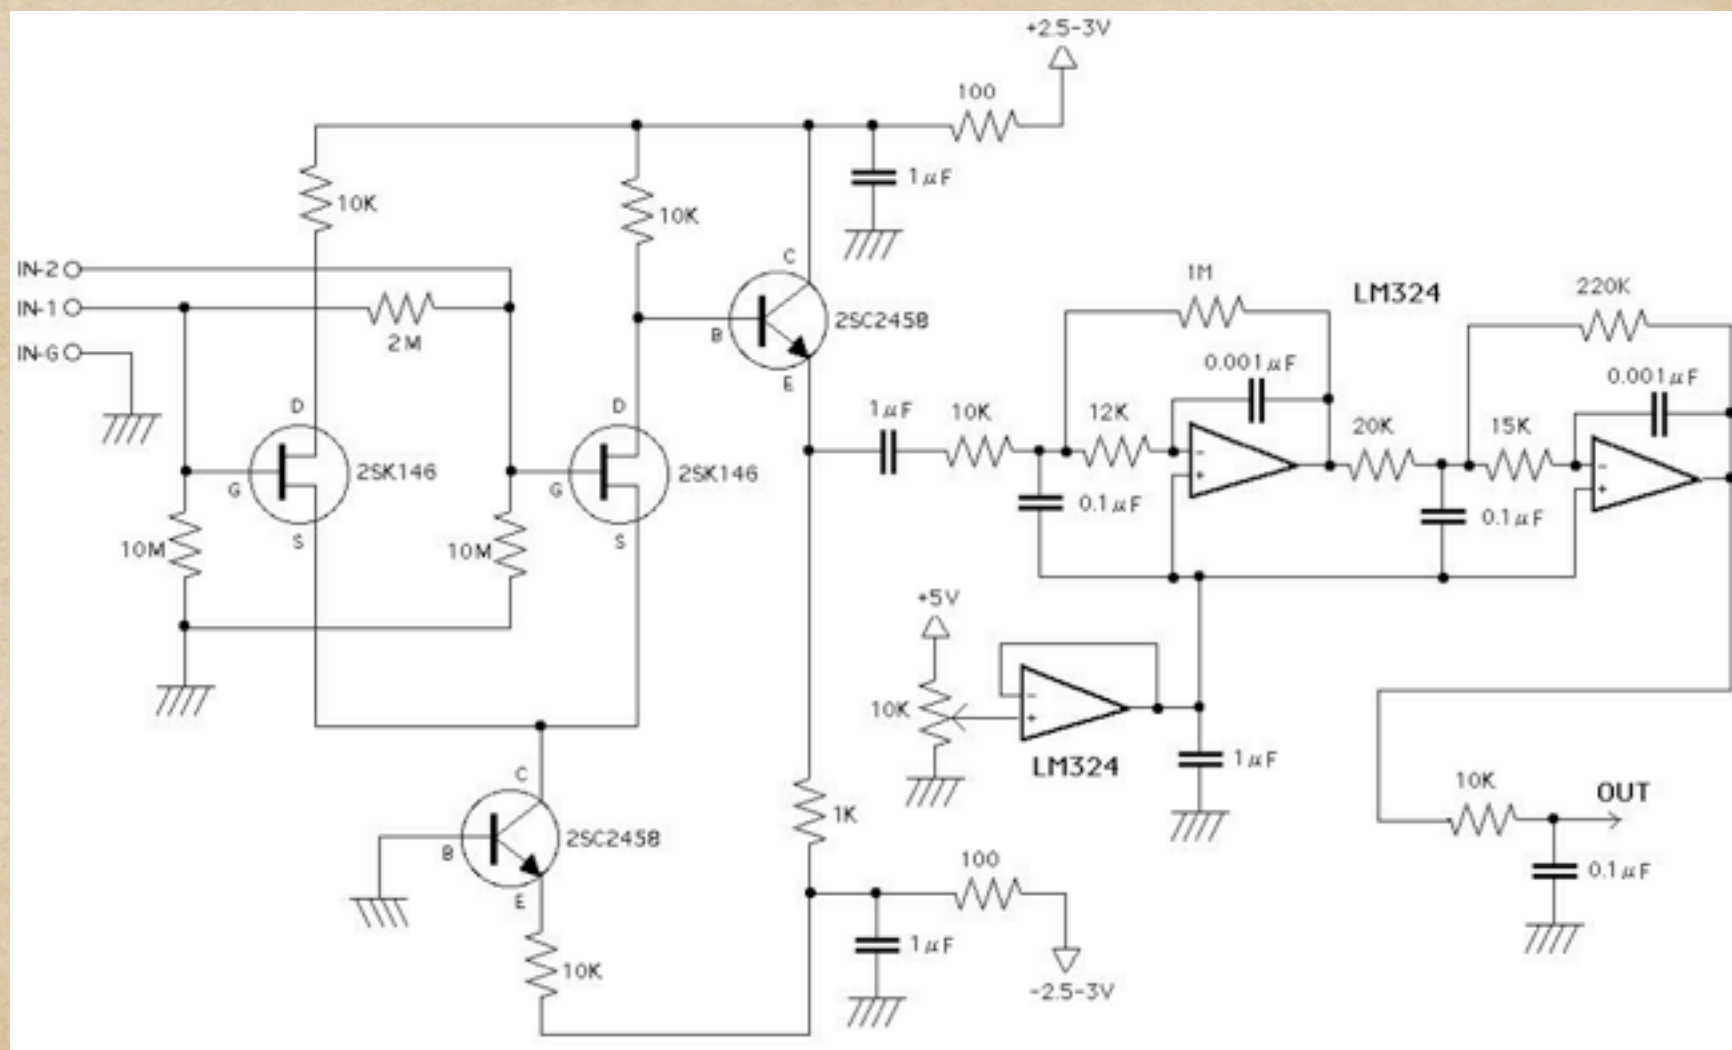 +2.5-3V
100
1μF
10K
10K
IN-2
IN-1
IN-G
2M
C
B
E
2SC2458
1M
LM324
220K
0.001μF
0.001μF
1μF
10K
12K
20K
15K
D
G
S
2SK146
D
G
S
2SK146
0.1μF
0.1μF
10M
10M
+5V
10K
LM324
1μF
C
B
E
2SC2458
1K
10K
OUT
0.1μF
100
1μF
10K
-2.5-3V